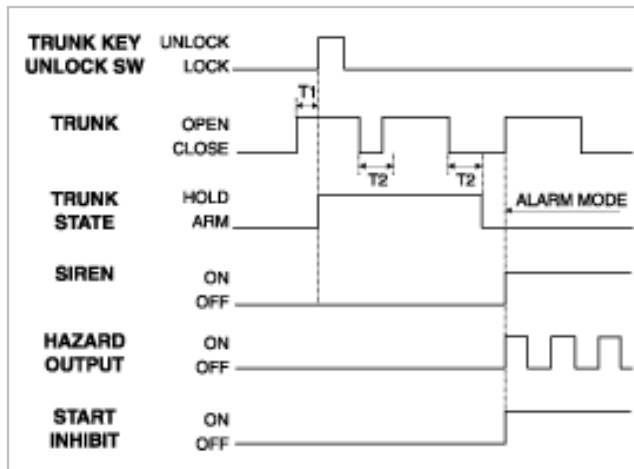 TRUNK KEY UNLOCK
UNLOCK SW LOCK
T1
TRUNK OPEN
CLOSE
T2 T2
TRUNK HOLD ALARM MODE
STATE ARM
SIREN ON
OFF
HAZARD ON
OUTPUT OFF
START ON
INHIBIT OFF